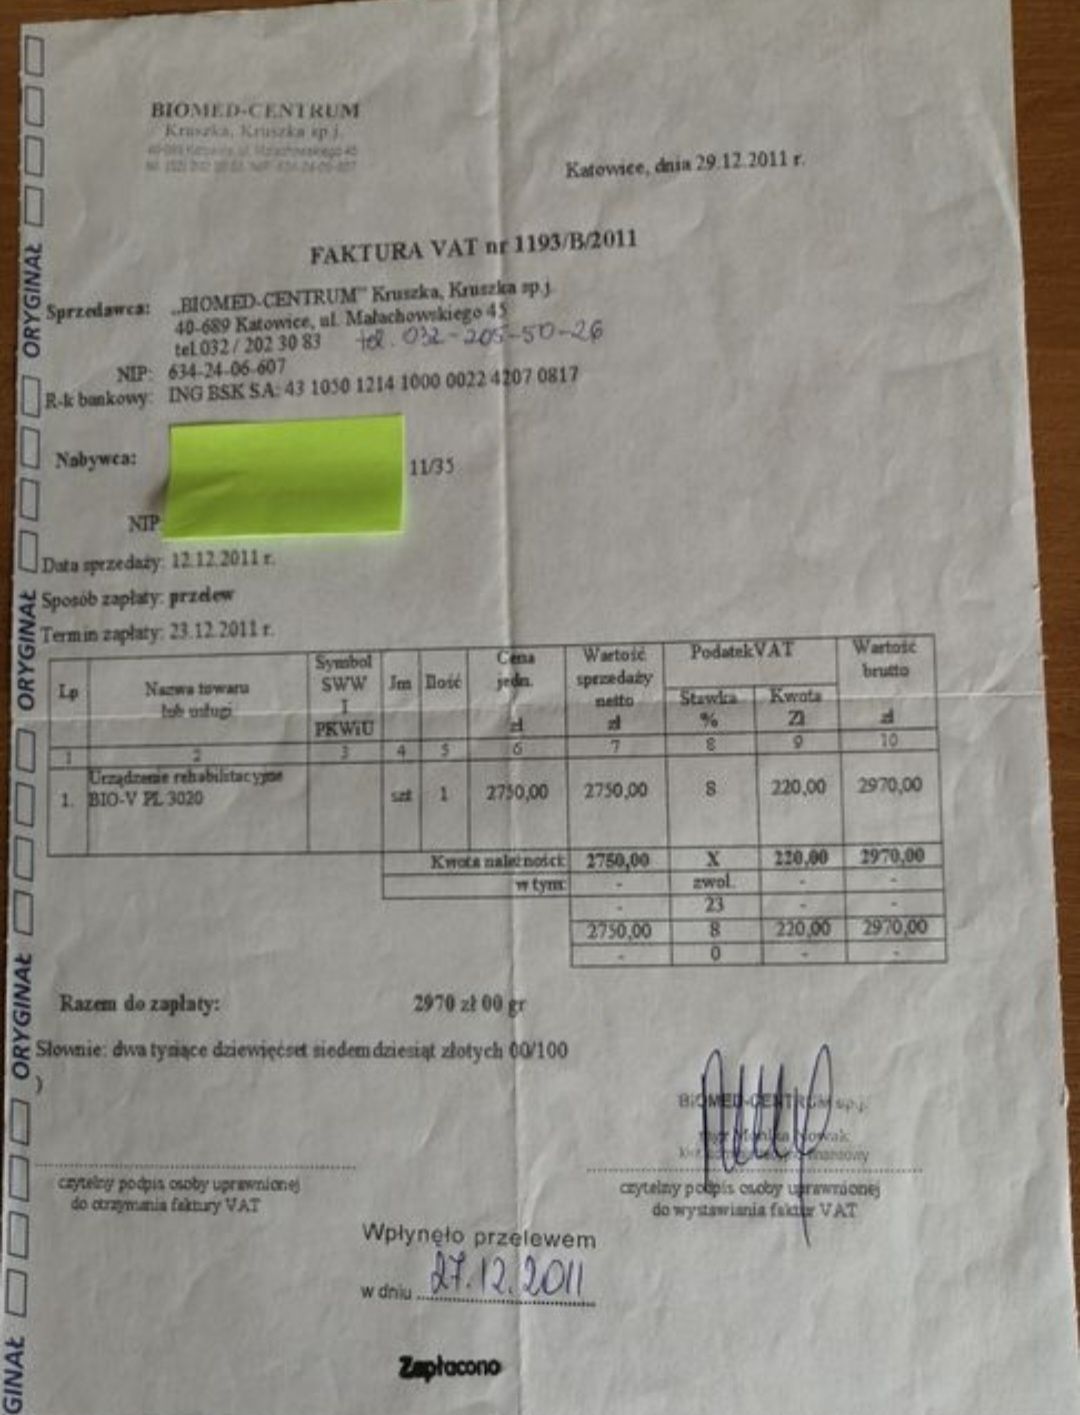 BIOMED-CENTRUM
Kruszka, Kruszka sp.j.
Katowice, dnia 29.12.2011 r.
FAKTURA VAT nr 1193/B/2011
Sprzedawca: „BIOMED-CENTRUM" Kruszka, Kruszka sp.j.
40-689 Katowice, ul. Małachowskiego 45
tel.032 / 202 30 83 tel. 032-205-50-26
NIP: 634-24-06-607
R-k bankowy: ING BSK SA: 43 1050 1214 1000 0022 4207 0817
Nabywca: 11/35
NIP
Data sprzedaży: 12.12.2011 r.
Sposób zapłaty: przelew
Termin zapłaty: 23.12.2011 r.
Lp Nazwa towaru lub usługi Symbol SWW I PKWiU Jm Ilość Cena jedn. zł Wartość sprzedaży netto zł PodatekVAT Stawka % Kwota Zł Wartość brutto zł
1 2 3 4 5 6 7 8 9 10
1. Urządzenie rehabilitacyjne BIO-V PL 3020 szt 1 2750,00 2750,00 8 220,00 2970,00
Kwota należności: 2750,00 X 220,00 2970,00
w tym: - zwol. - -
- 23 - -
2750,00 8 220,00 2970,00
- 0 - -
Razem do zapłaty: 2970 zł 00 gr
Słownie: dwa tysiące dziewięćset siedemdziesiąt złotych 00/100
)
BIOMED-CENTRUM sp.j.
mgr Monika Nowak
czytelny podpis osoby uprawnionej
do otrzymania faktury VAT
czytelny podpis osoby uprawnionej
do wystawiania faktur VAT
Wpłynęło przelewem
w dniu 27.12.2011
Zapłacono
ORYGINAŁ
ORYGINAŁ
ORYGINAŁ
GINAŁ